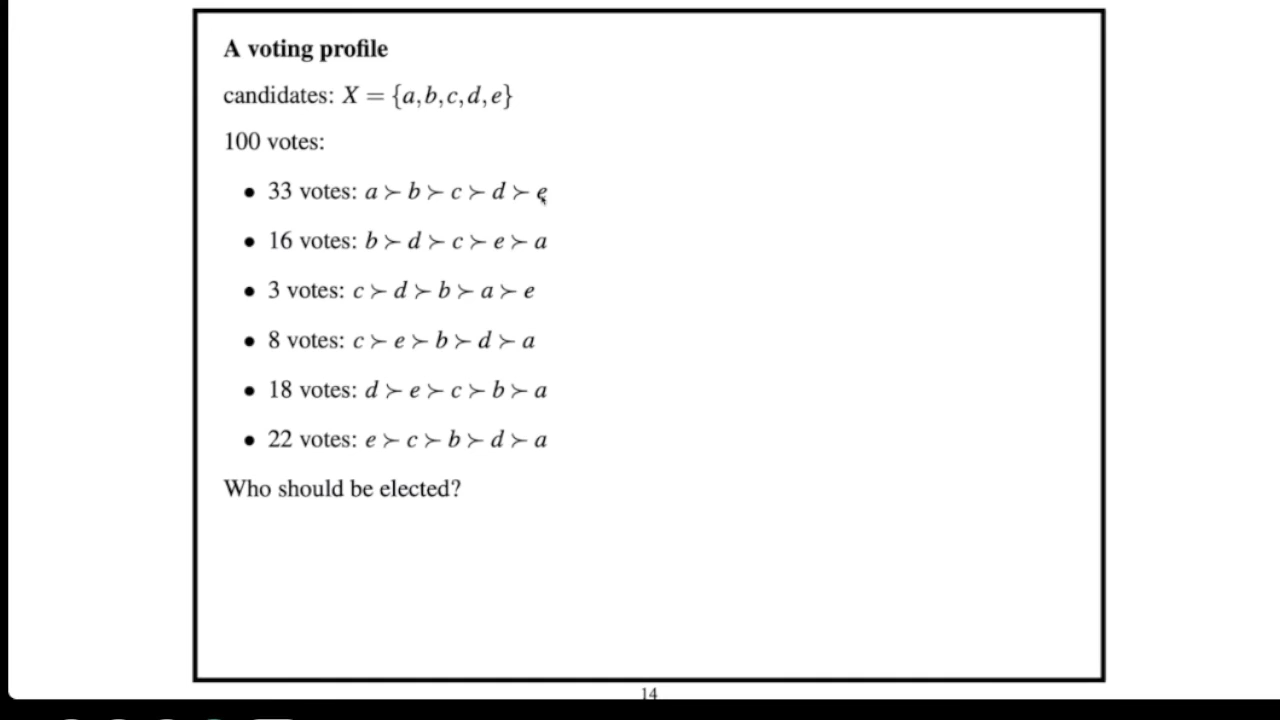 A voting profile
candidates: X = {a,b,c,d,e}
100 votes:
• 33 votes: a ≻ b ≻ c ≻ d ≻ e
• 16 votes: b ≻ d ≻ c ≻ e ≻ a
• 3 votes: c ≻ d ≻ b ≻ a ≻ e
• 8 votes: c ≻ e ≻ b ≻ d ≻ a
• 18 votes: d ≻ e ≻ c ≻ b ≻ a
• 22 votes: e ≻ c ≻ b ≻ d ≻ a
Who should be elected?
14